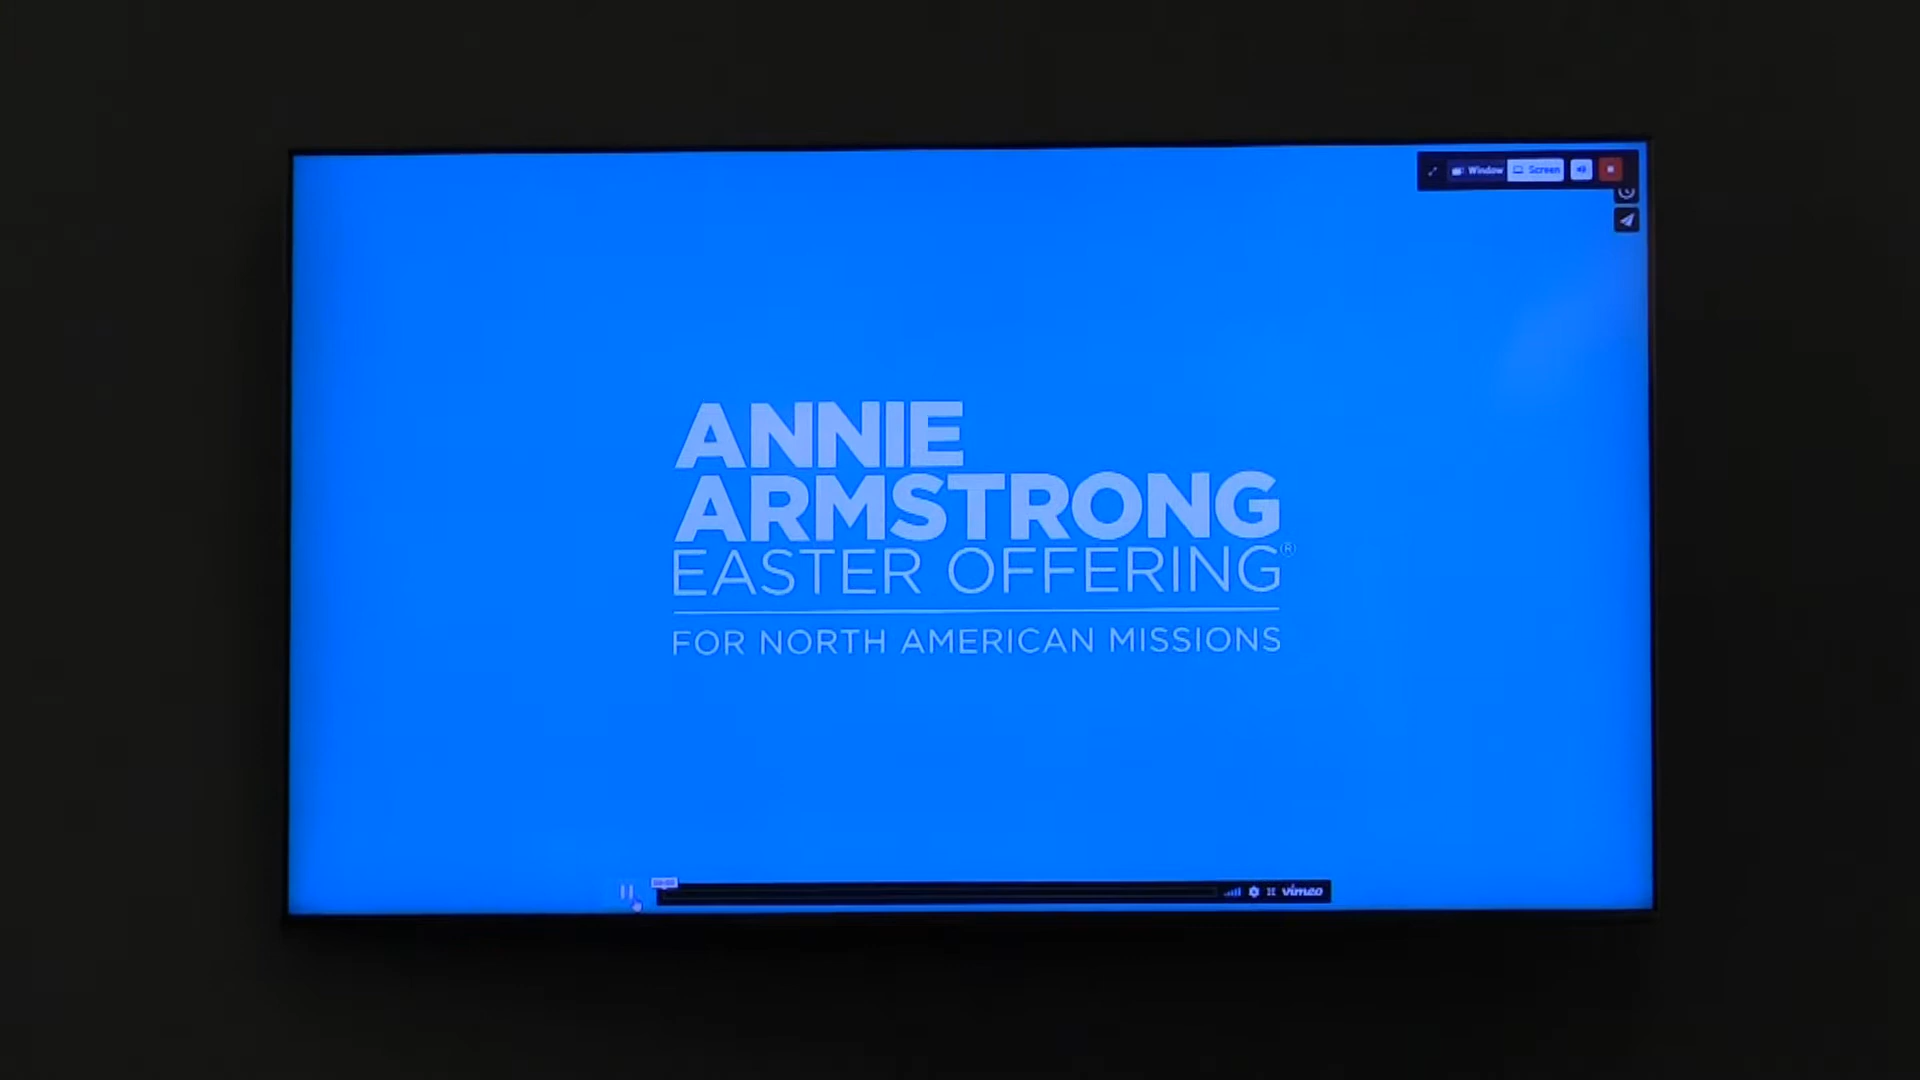 Window Screen
ANNIE
ARMSTRONG
EASTER OFFERING®
FOR NORTH AMERICAN MISSIONS
vimeo